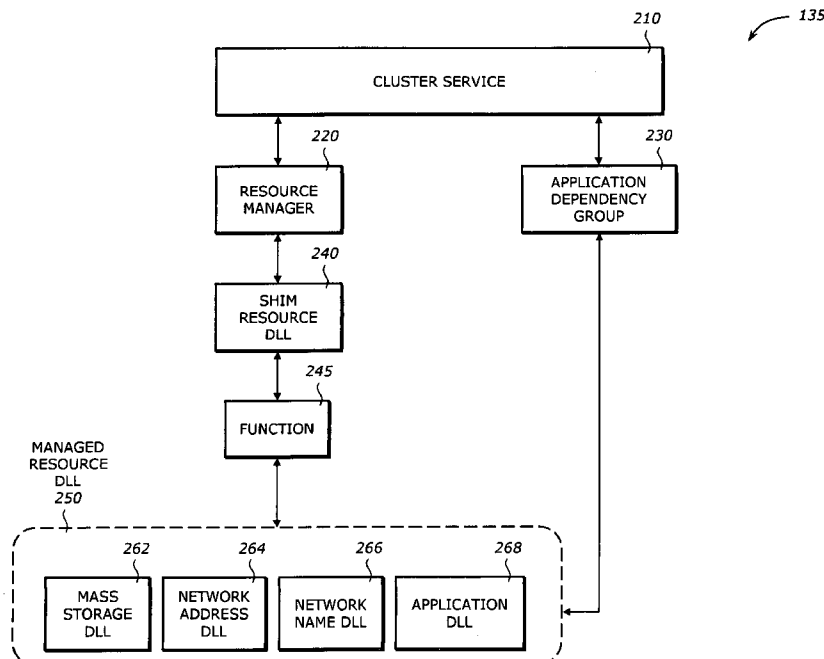 135
210
CLUSTER SERVICE
220
RESOURCE
MANAGER
230
APPLICATION
DEPENDENCY
GROUP
240
SHIM
RESOURCE
DLL
245
FUNCTION
MANAGED
RESOURCE
DLL
250
262
MASS
STORAGE
DLL
264
NETWORK
ADDRESS
DLL
266
NETWORK
NAME DLL
268
APPLICATION
DLL